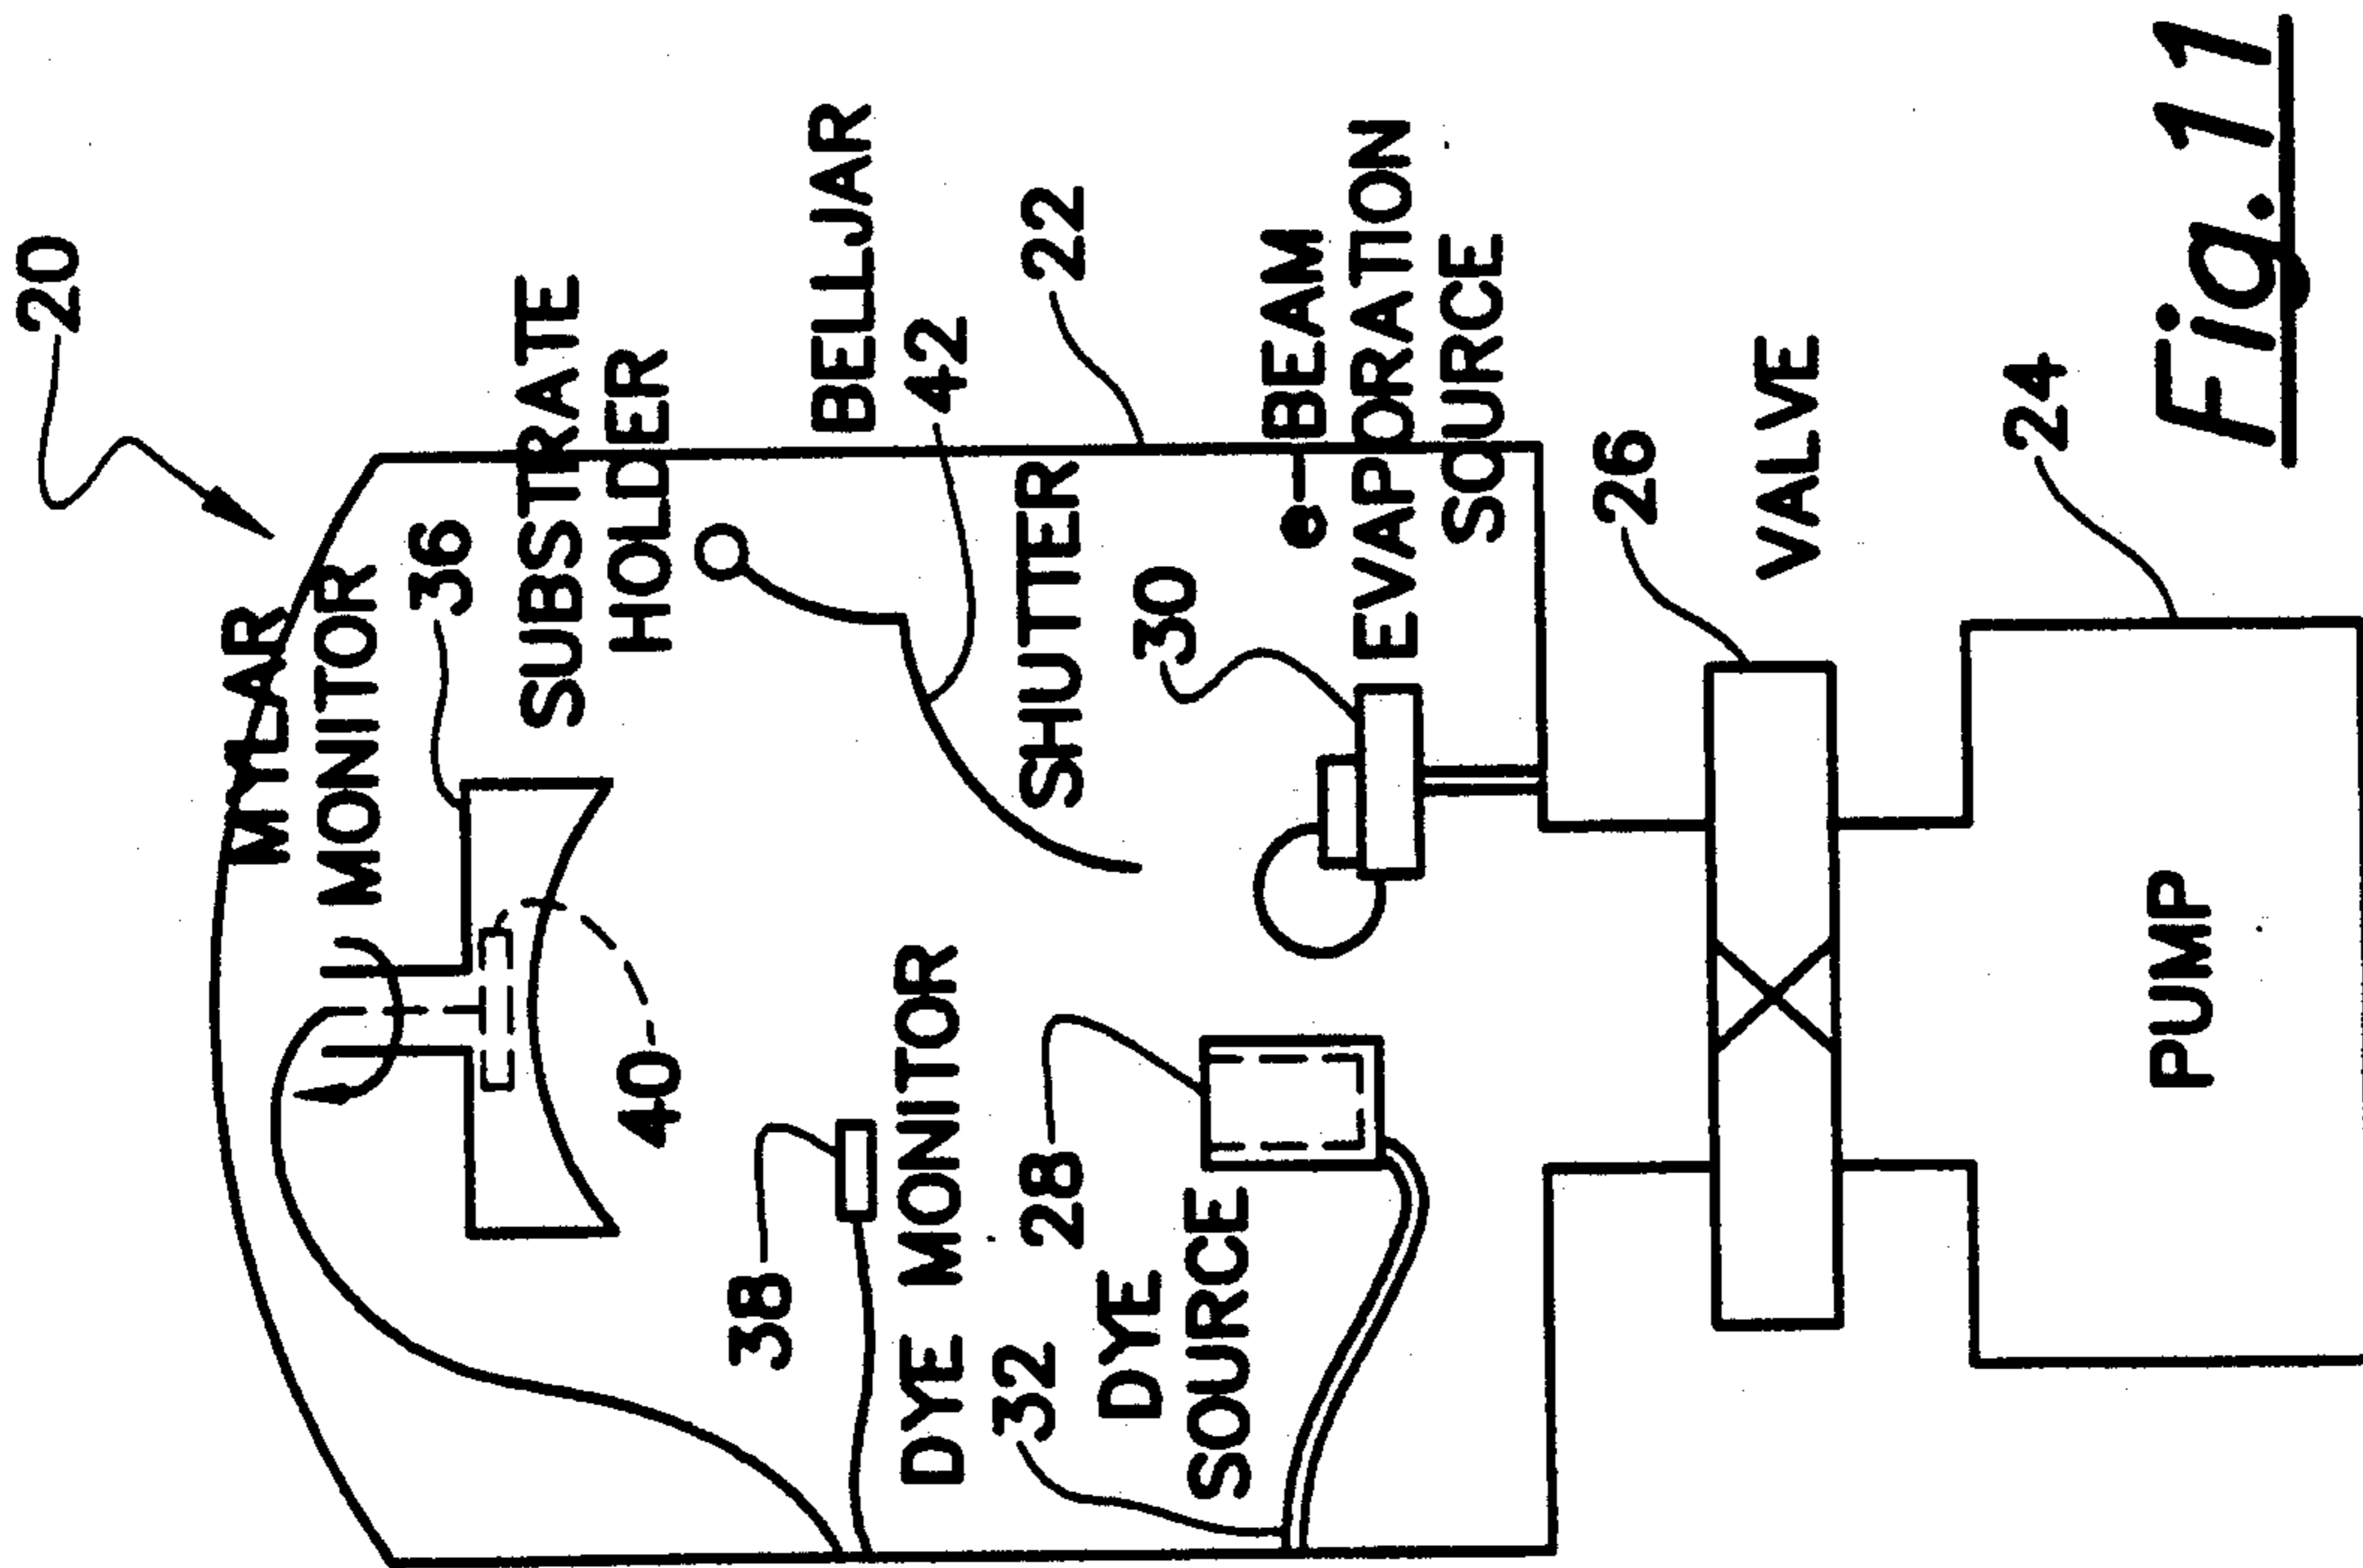 20
MYLAR
MONITOR
36
SUBSTRATE
HOLDER
40
38
BELLJAR
42
DYE MONITOR
SHUTTER
22
32
28
DYE
SOURCE
30
e-BEAM
EVAPORATION
SOURCE
26
VALVE
24
PUMP
Fig. 11